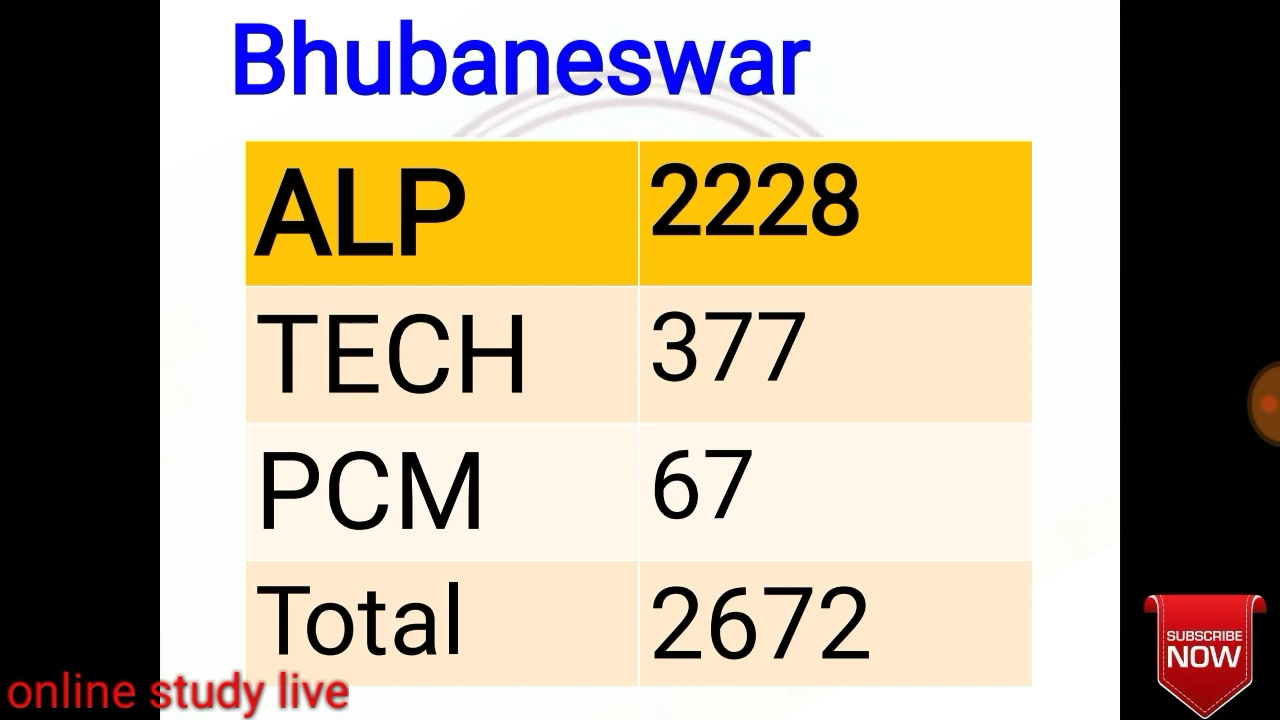 Bhubaneswar
ALP 2228
TECH 377
PCM 67
Total 2672
online study live
SUBSCRIBE
NOW